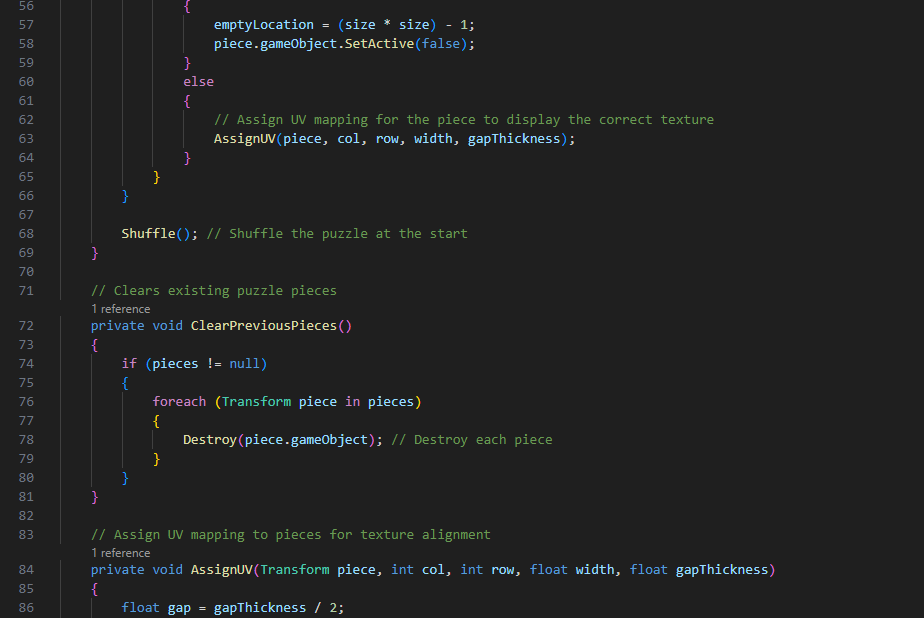 56 {
57 emptyLocation = (size * size) - 1;
58 piece.gameObject.SetActive(false);
59 }
60 else
61 {
62 // Assign UV mapping for the piece to display the correct texture
63 AssignUV(piece, col, row, width, gapThickness);
64 }
65 }
66 }
67
68 Shuffle(); // Shuffle the puzzle at the start
69 }
70
71 // Clears existing puzzle pieces
1 reference
72 private void ClearPreviousPieces()
73 {
74 if (pieces != null)
75 {
76 foreach (Transform piece in pieces)
77 {
78 Destroy(piece.gameObject); // Destroy each piece
79 }
80 }
81 }
82
83 // Assign UV mapping to pieces for texture alignment
1 reference
84 private void AssignUV(Transform piece, int col, int row, float width, float gapThickness)
85 {
86 float gap = gapThickness / 2;